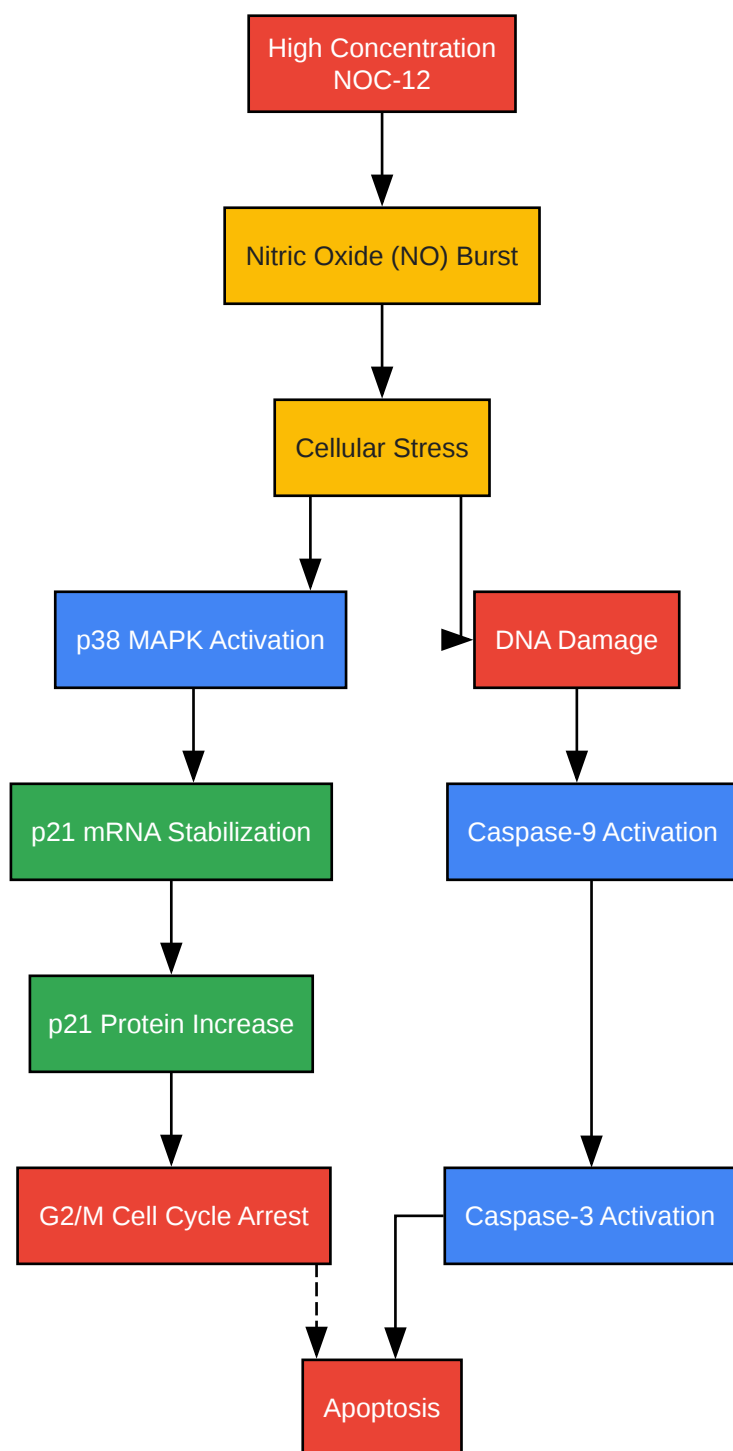 High Concentration
NOC-12
Nitric Oxide (NO) Burst
Cellular Stress
p38 MAPK Activation
DNA Damage
p21 mRNA Stabilization
Caspase-9 Activation
p21 Protein Increase
G2/M Cell Cycle Arrest
Caspase-3 Activation
Apoptosis